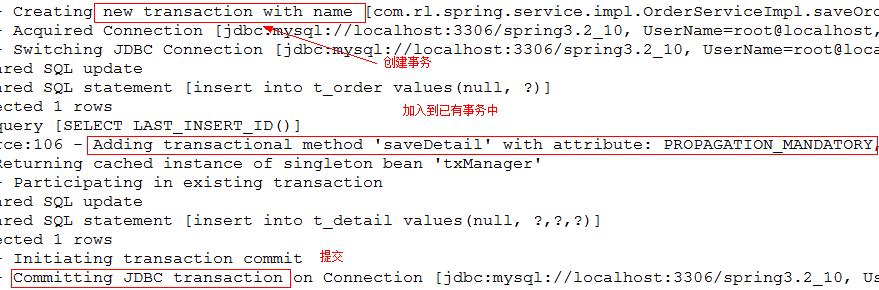 - Creating new transaction with name [com.rl.spring.service.impl.OrderServiceImpl.saveOrd
- Acquired Connection [jdbc:mysql://localhost:3306/spring3.2_10, UserName=root@localhost,
- Switching JDBC Connection [jdbc:mysql://localhost:3306/spring3.2_10, UserName=root@loca
创建事务
ared SQL update
ared SQL statement [insert into t_order values(null, ?)]
ected 1 rows
加入到已有事务中
query [SELECT LAST_INSERT_ID()]
rce:106 - Adding transactional method 'saveDetail' with attribute: PROPAGATION_MANDATORY,
Returning cached instance of singleton bean 'txManager'
- Participating in existing transaction
ared SQL update
ared SQL statement [insert into t_detail values(null, ?,?,?)]
ected 1 rows
- Initiating transaction commit 提交
- Committing JDBC transaction on Connection [jdbc:mysql://localhost:3306/spring3.2_10, Us